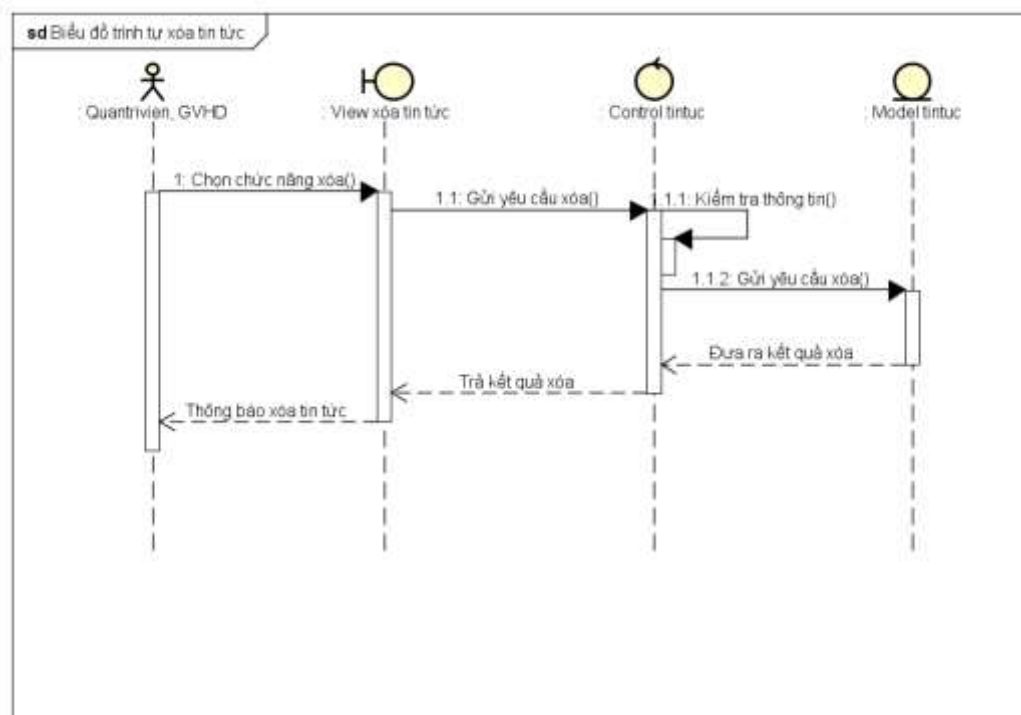 sd Biểu đồ trình tự xóa tin tức
: Quantrivien, GVHD
: View xóa tin tức
: Control tintuc
: Model tintuc
1: Chọn chức năng xóa()
1.1: Gửi yêu cầu xóa()
1.1.1: Kiểm tra thông tin()
1.1.2: Gửi yêu cầu xóa()
Đưa ra kết quả xóa
Trả kết quả xóa
Thông báo xóa tin tức